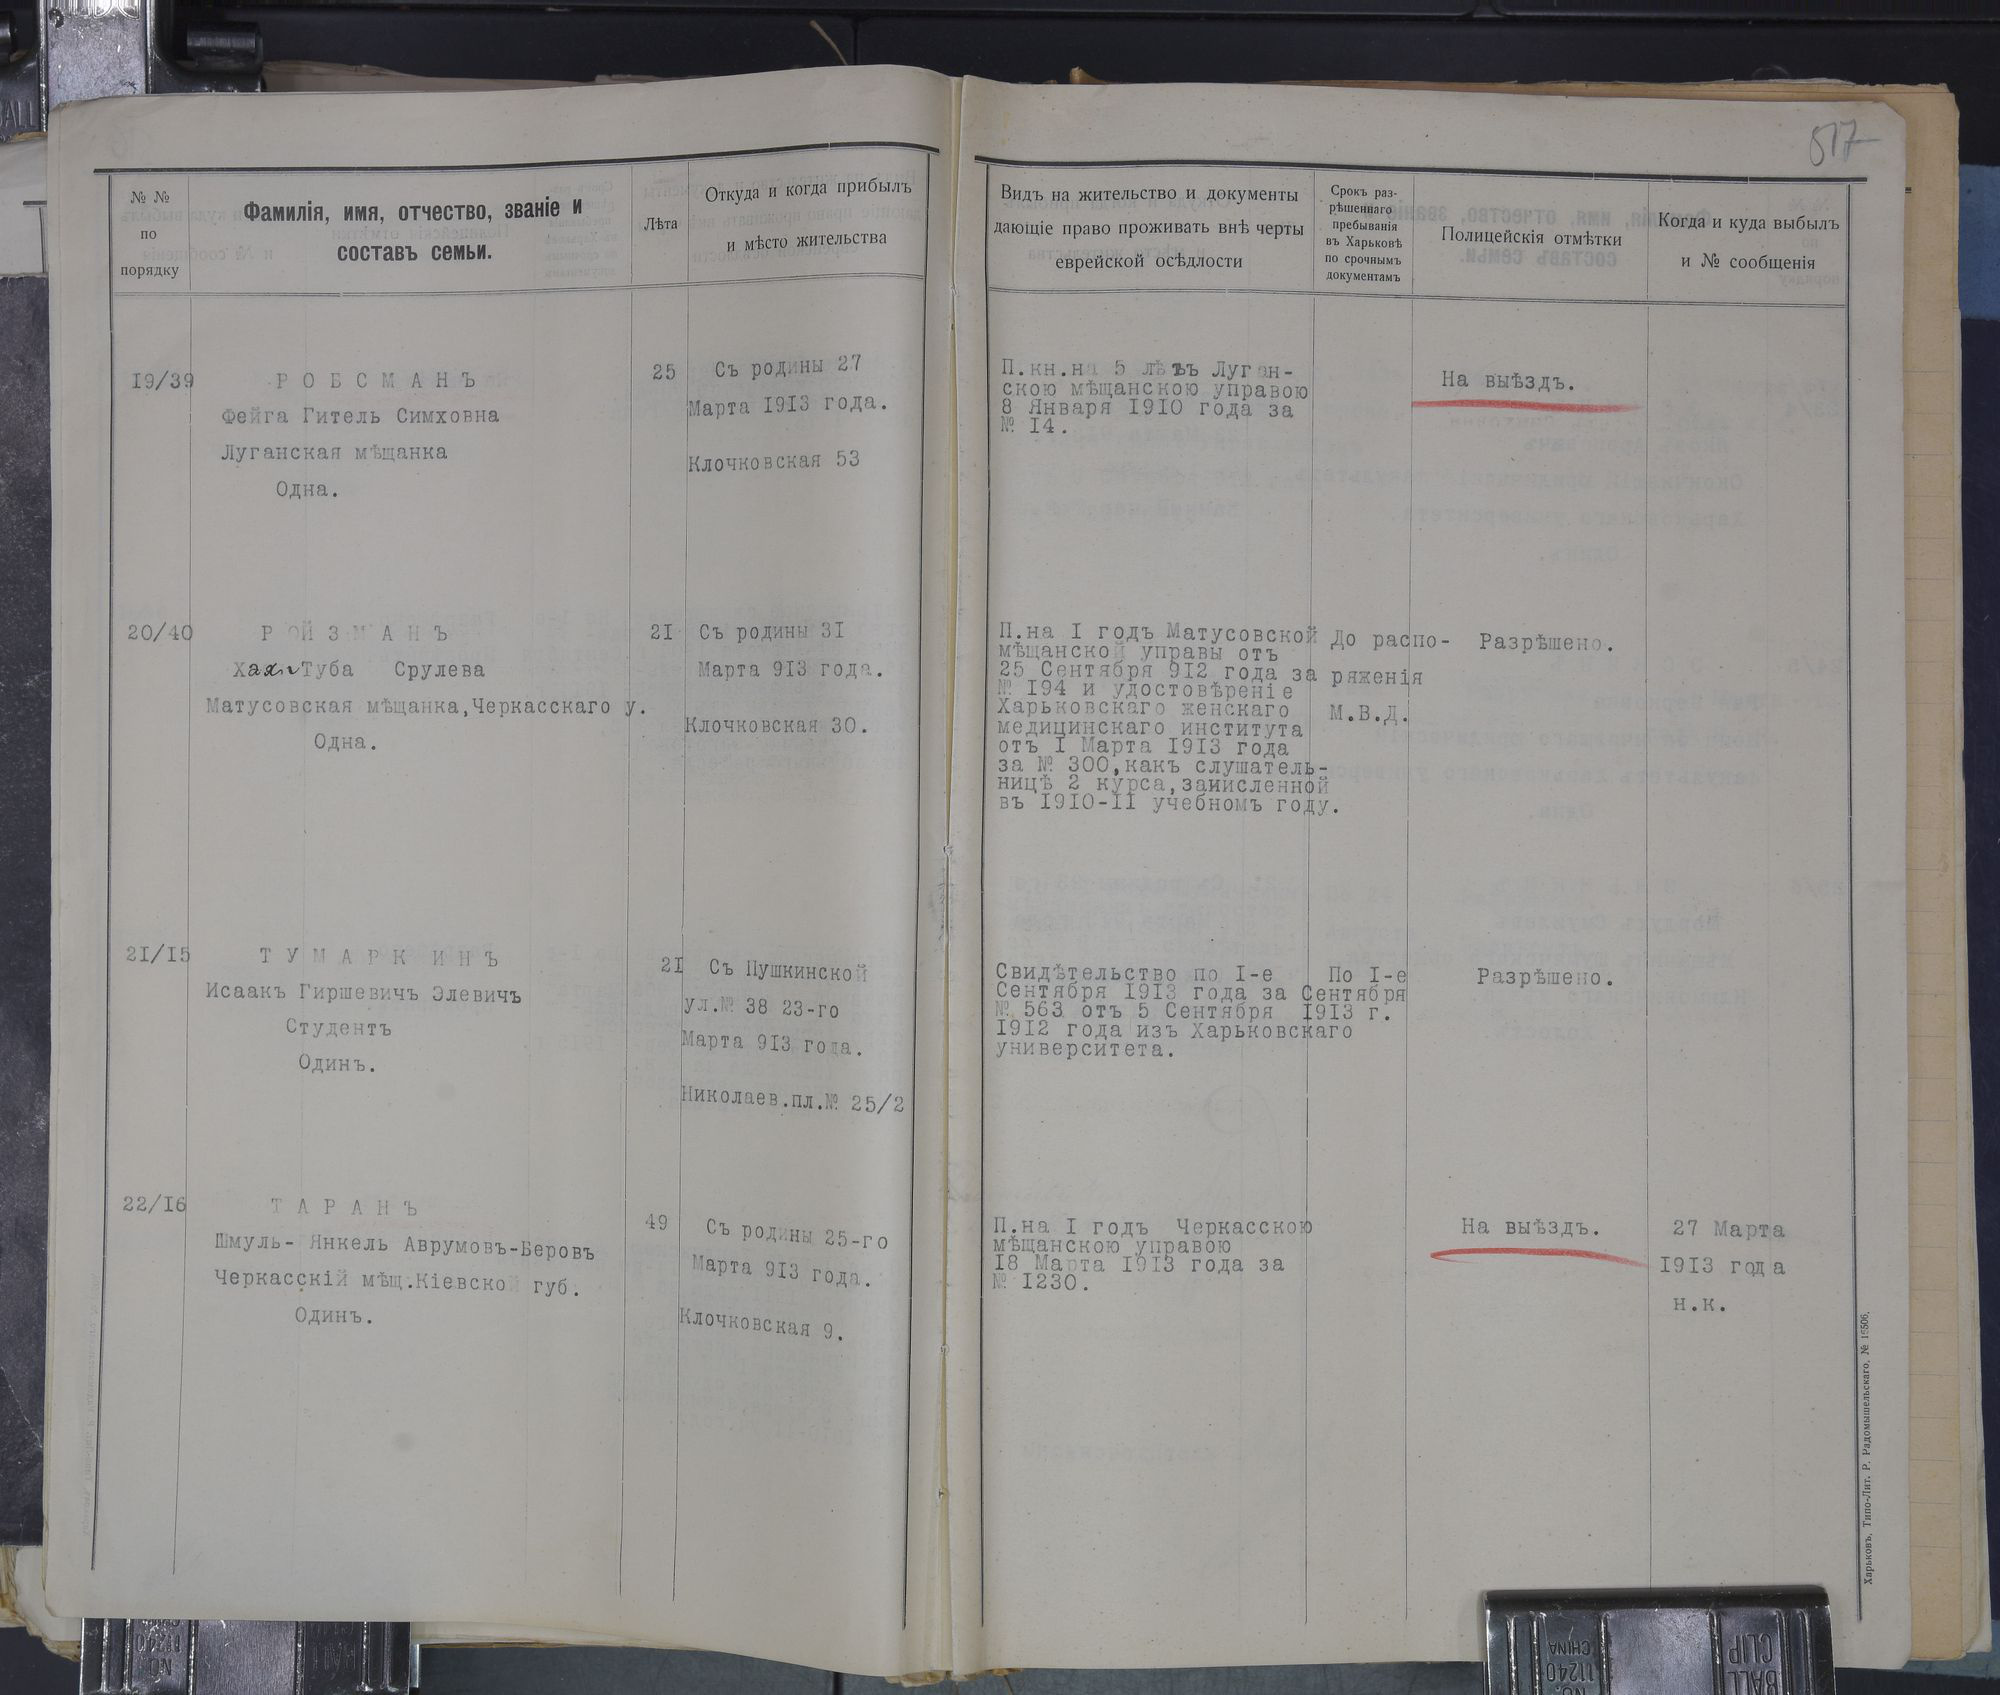 517
№ №
по
порядку
Фамилія, имя, отчество, званіе и
составъ семьи.
Лѣта
Откуда и когда прибылъ
и мѣсто жительства
Видъ на жительство и документы
дающіе право проживать внѣ черты
еврейской осѣдлости
Срокъ раз-
рѣшеннаго
пребыванія
въ Харьковѣ
по срочнымъ
документамъ
Полицейскія отмѣтки
Когда и куда выбылъ
и № сообщенія
19/39
РОБСМАНЪ
Фейга Гитель Симховна
Луганская мѣщанка
Одна.
25
Съ родины 27
Марта 1913 года.
Клочковская 53
П.кн.на 5 лѣтъ Луган-
скою мѣщанскою управою
8 Января 1910 года за
№ 14.
На выѣздъ.
20/40
РОЙЗМАНЪ
Туба Срулева
Матусовская мѣщанка,Черкасскаго у.
Одна.
21
Съ родины 31
Марта 913 года.
Клочковская 30.
П.на I годъ Матусовской
мѣщанской управы отъ
25 Сентября 912 года за
№ 194 и удостовѣреніе
Харьковскаго женскаго
медицинскаго института
отъ I Марта 1913 года
за № 300,какъ слушатель-
ницѣ 2 курса,зачисленной
въ 1910-11 учебномъ году.
До распо-
ряженія
М.В.Д.
Разрѣшено.
21/15
ТУМАРКИНЪ
Исаакъ Гиршевичъ Элевичъ
Студентъ
Одинъ.
21
Съ Пушкинской
ул.№ 38 23-го
Марта 913 года.
Николаев.пл.№ 25/2
Свидѣтельство по I-е
Сентября 1913 года за
№ 563 отъ 5 Сентября
1912 года изъ Харьковскаго
университета.
По I-е
Сентября
1913 г.
Разрѣшено.
22/16
ТАРАНЪ
Шмуль- Янкель Аврумовъ-Беровъ
Черкасскій мѣщ.Кіевской губ.
Одинъ.
49
Съ родины 25-го
Марта 913 года.
Клочковская 9.
П.на I годъ Черкасскою
мѣщанскою управою
18 Марта 1913 года за
№ 1230.
На выѣздъ.
27 Марта
1913 года
н.к.
Харьковъ, Типо-Лит. Р. Радомышельскаго, № 15506.
BALL
CLIP
NO.
11240
CHINA